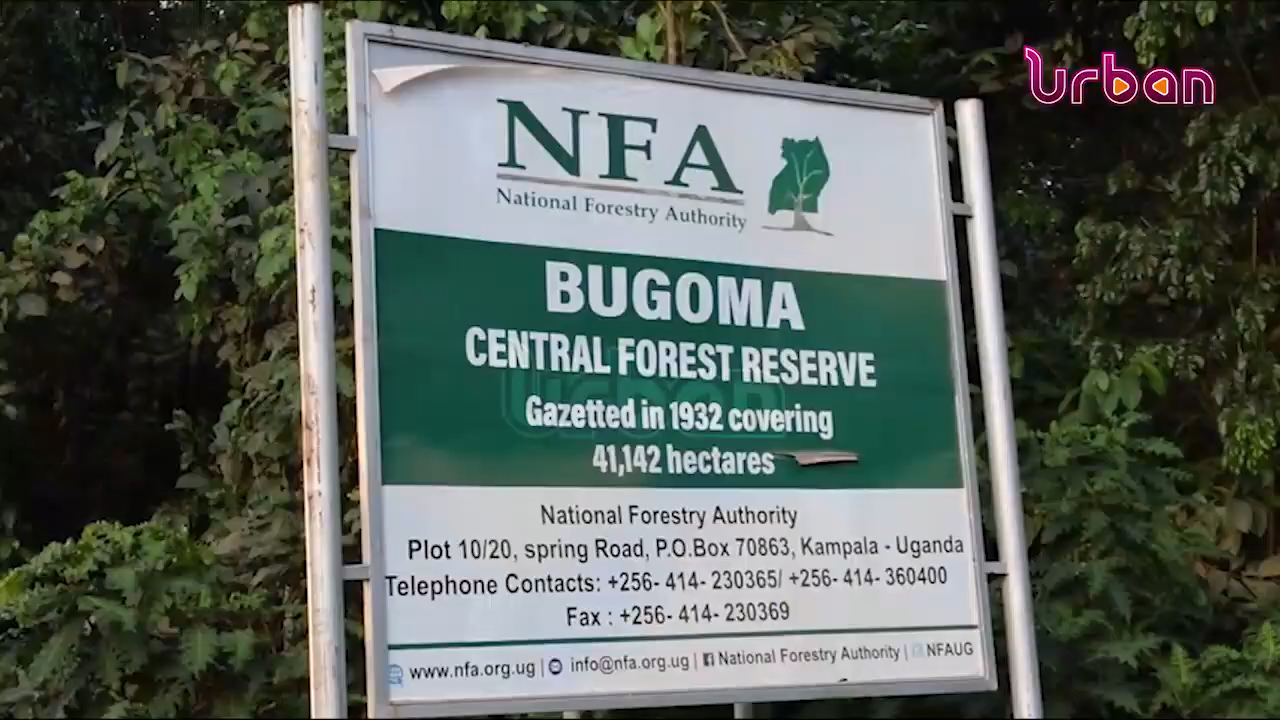 Urban
NFA
National Forestry Authority
BUGOMA
CENTRAL FOREST RESERVE
Gazetted in 1932 covering
41,142 hectares
National Forestry Authority
Plot 10/20, spring Road, P.O.Box 70863, Kampala - Uganda
Telephone Contacts: +256- 414- 230365/ +256- 414- 360400
Fax : +256- 414- 230369
www.nfa.org.ug | info@nfa.org.ug | National Forestry Authority | NFAUG